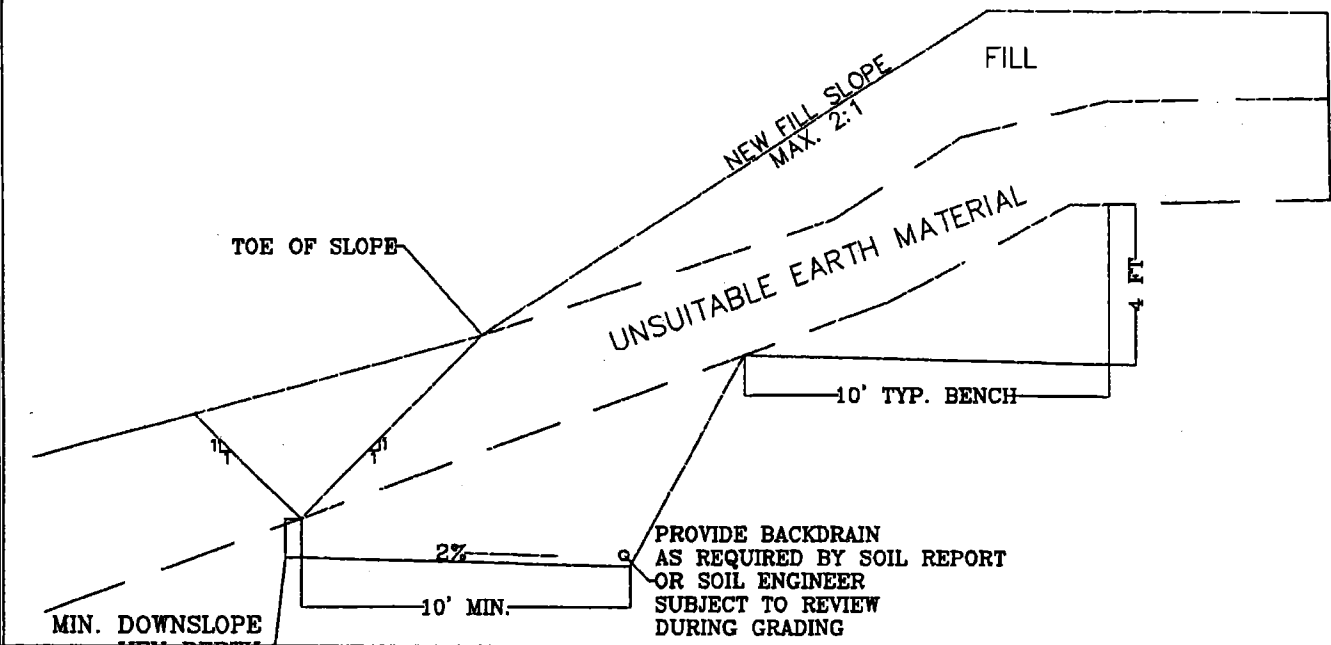 FILL
NEW FILL SLOPE
MAX. 2:1
TOE OF SLOPE
UNSUITABLE EARTH MATERIAL
4 FT
10' TYP. BENCH
1
1
1
1
2%
PROVIDE BACKDRAIN
AS REQUIRED BY SOIL REPORT
OR SOIL ENGINEER
SUBJECT TO REVIEW
DURING GRADING
10' MIN.
MIN. DOWNSLOPE
KEY DEPTH